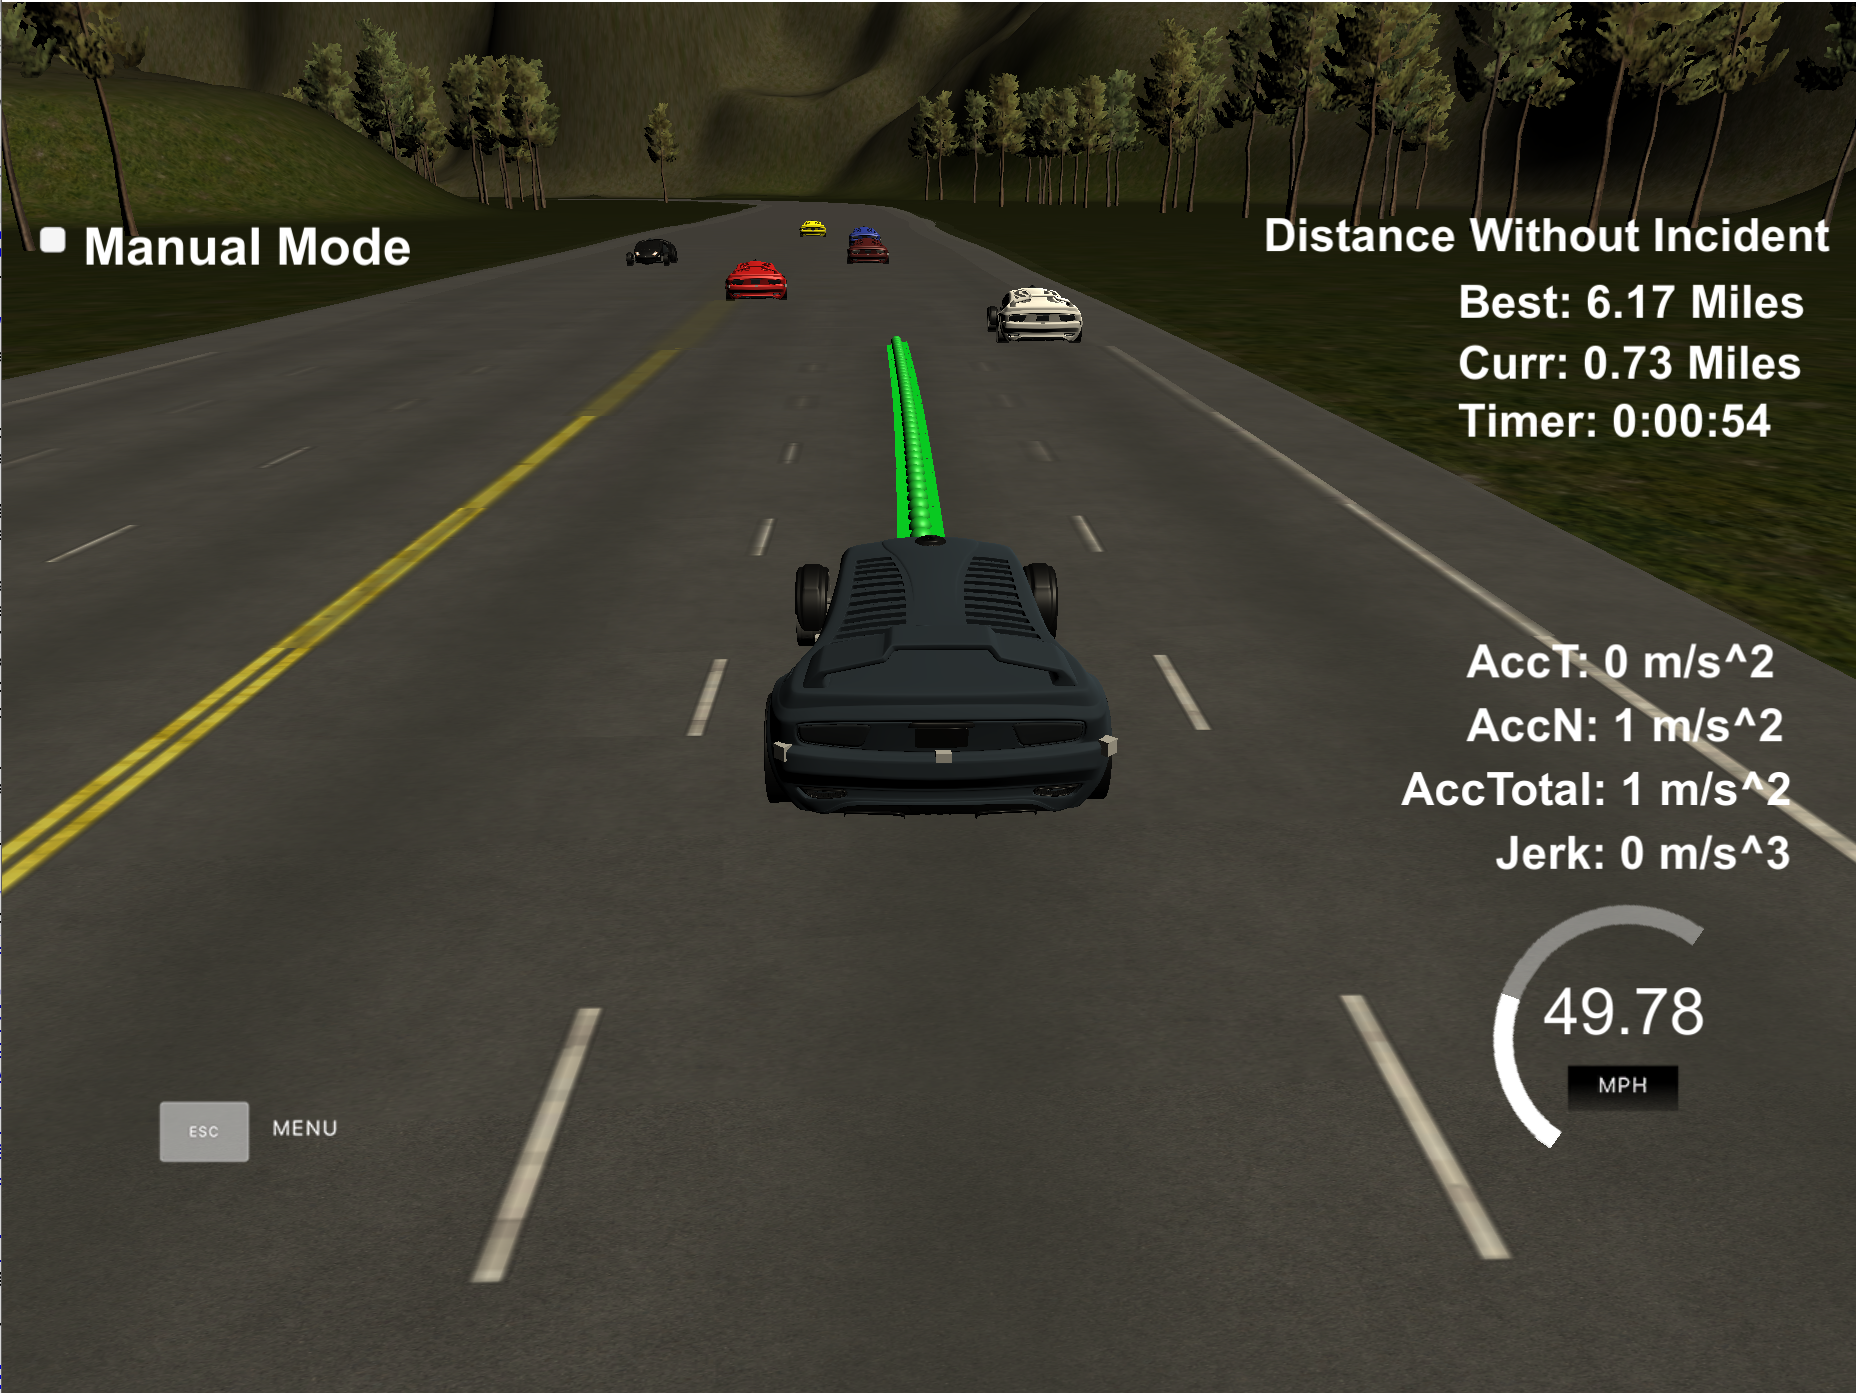 Manual Mode
Distance Without Incident
Best: 6.17 Miles
Curr: 0.73 Miles
Timer: 0:00:54
AccT: 0 m/s^2
AccN: 1 m/s^2
AccTotal: 1 m/s^2
Jerk: 0 m/s^3
49.78
MPH
ESC MENU